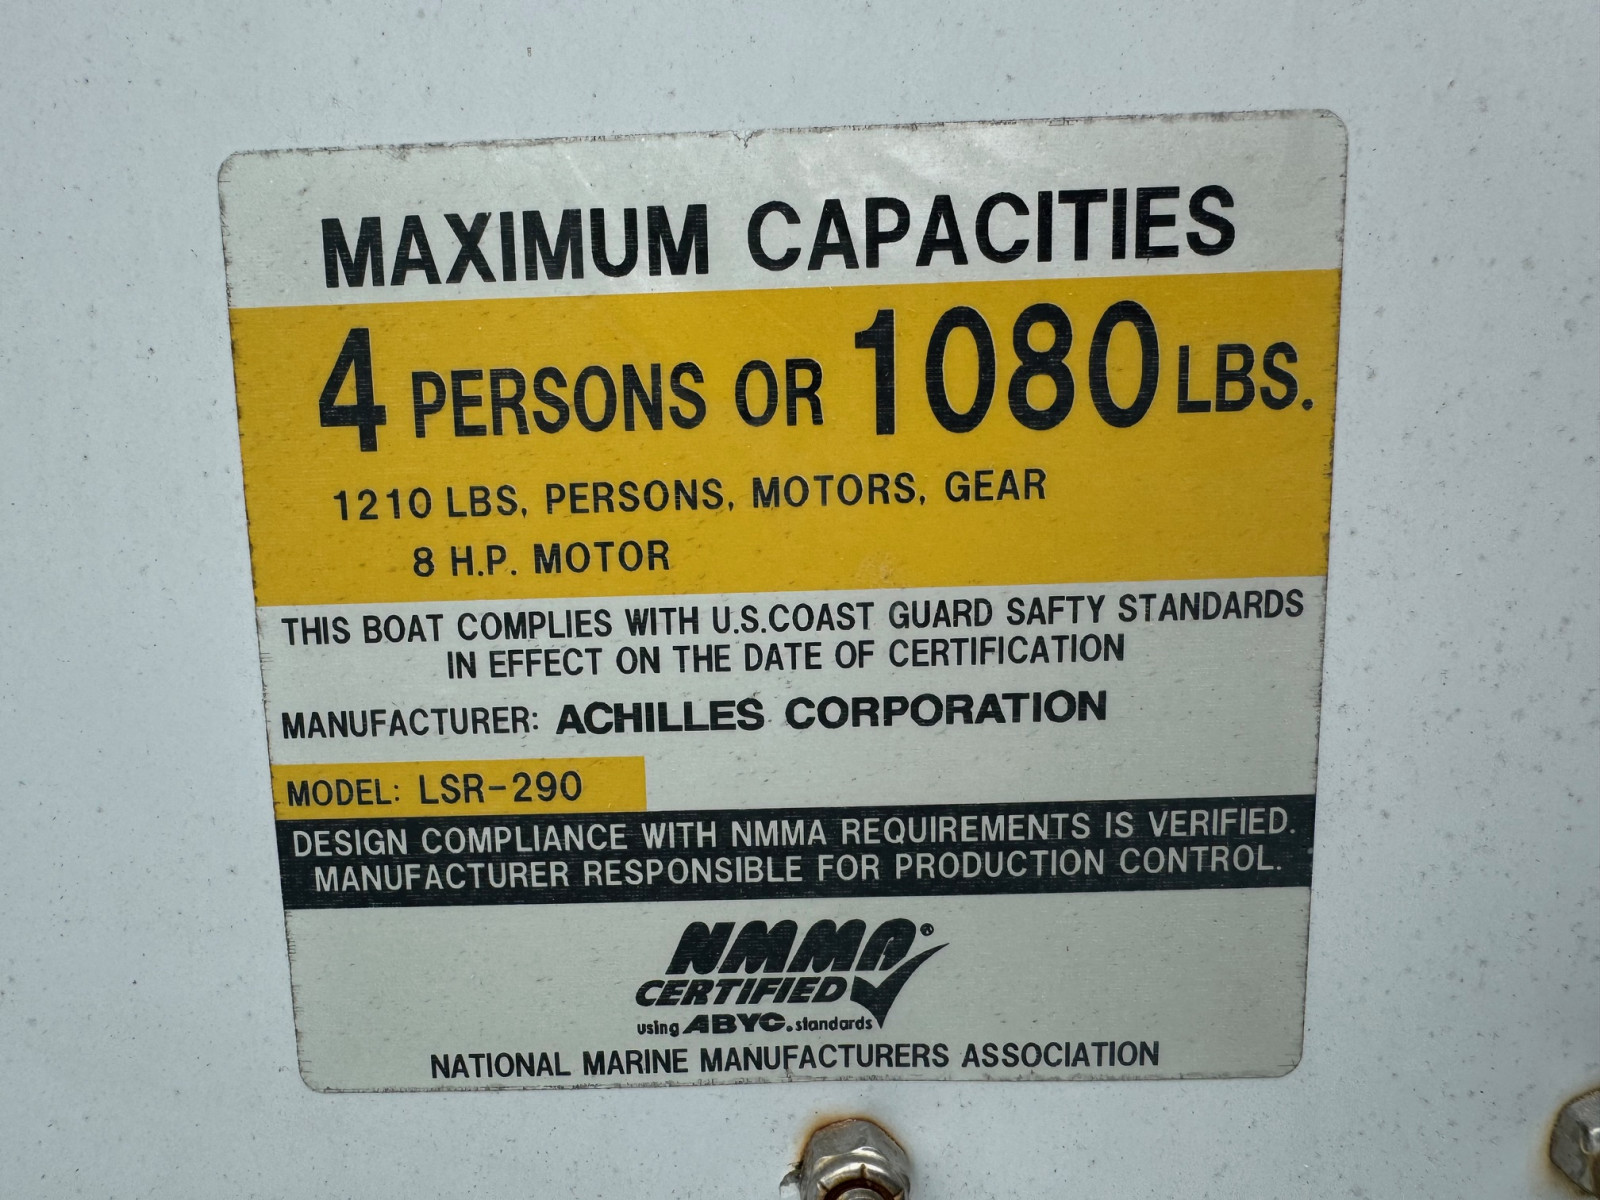 MAXIMUM CAPACITIES
4 PERSONS OR 1080 LBS.
1210 LBS, PERSONS, MOTORS, GEAR
8 H.P. MOTOR
THIS BOAT COMPLIES WITH U.S.COAST GUARD SAFTY STANDARDS
IN EFFECT ON THE DATE OF CERTIFICATION
MANUFACTURER: ACHILLES CORPORATION
MODEL: LSR-290
DESIGN COMPLIANCE WITH NMMA REQUIREMENTS IS VERIFIED.
MANUFACTURER RESPONSIBLE FOR PRODUCTION CONTROL.
NMMA®
CERTIFIED
using ABYC.standards
NATIONAL MARINE MANUFACTURERS ASSOCIATION